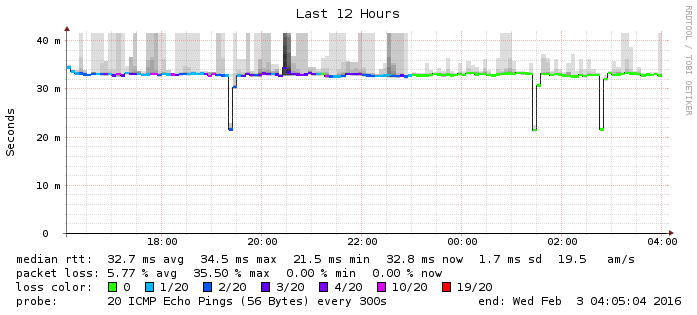 Last 12 Hours
RRDTOOL / TOBI OETIKER
Seconds
40 m
30 m
20 m
10 m
0
18:00 20:00 22:00 00:00 02:00 04:00
median rtt: 32.7 ms avg 34.5 ms max 21.5 ms min 32.8 ms now 1.7 ms sd 19.5 am/s
packet loss: 5.77 % avg 35.50 % max 0.00 % min 0.00 % now
loss color: 0 1/20 2/20 3/20 4/20 10/20 19/20
probe: 20 ICMP Echo Pings (56 Bytes) every 300s end: Wed Feb 3 04:05:04 2016